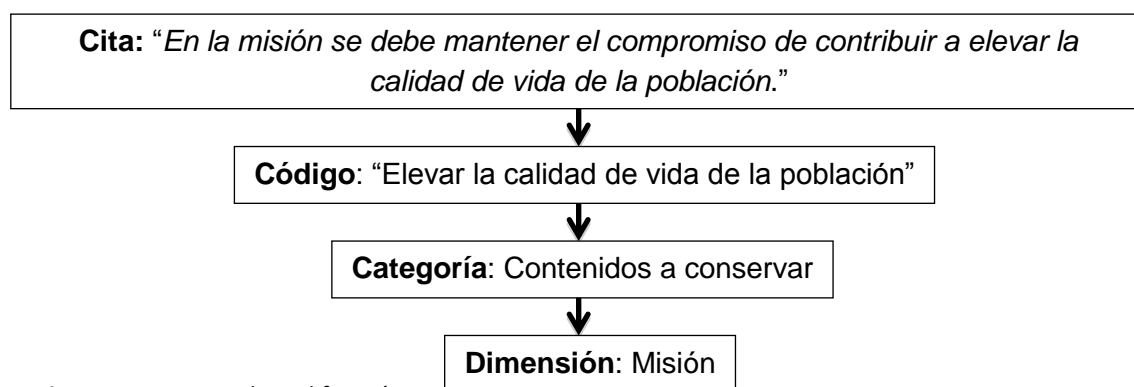 Cita: “En la misión se debe mantener el compromiso de contribuir a elevar la
calidad de vida de la población.”
Código: “Elevar la calidad de vida de la población”
Categoría: Contenidos a conservar
Dimensión: Misión